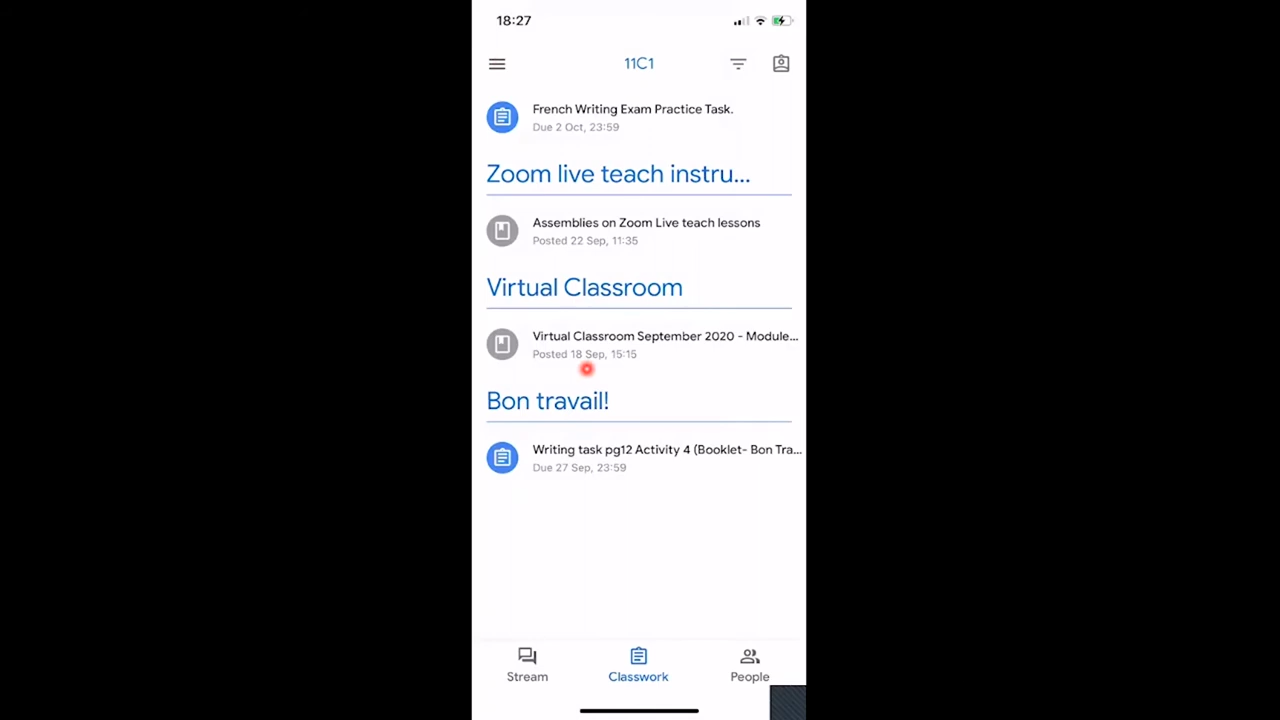 18:27
11C1
French Writing Exam Practice Task.
Due 2 Oct, 23:59
Zoom live teach instru...
Assemblies on Zoom Live teach lessons
Posted 22 Sep, 11:35
Virtual Classroom
Virtual Classroom September 2020 - Module...
Posted 18 Sep, 15:15
Bon travail!
Writing task pg12 Activity 4 (Booklet- Bon Tra...
Due 27 Sep, 23:59
Stream
Classwork
People